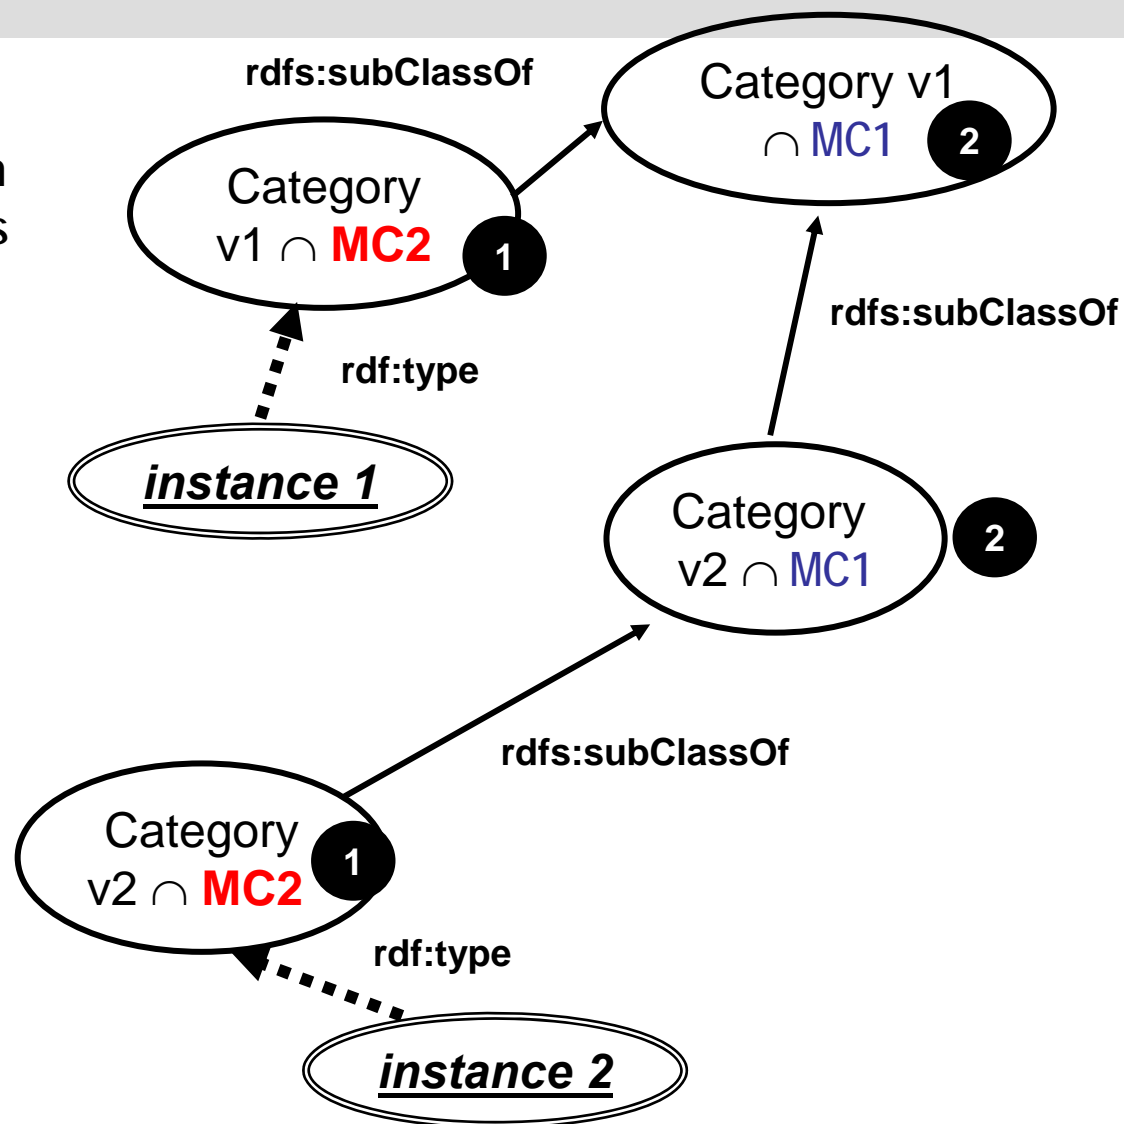 rdfs:subClassOf
Category v1
∩ MC1
2
Category
v1 ∩ MC2
1
s
rdfs:subClassOf
rdf:type
instance 1
Category
v2 ∩ MC1
2
rdfs:subClassOf
Category
v2 ∩ MC2
1
rdf:type
instance 2